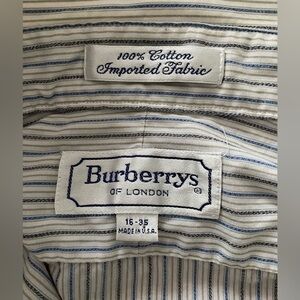 100% Cotton
Imported Fabric
Burberrys
OF LONDON
®
16-35
MADE IN U.S.A.